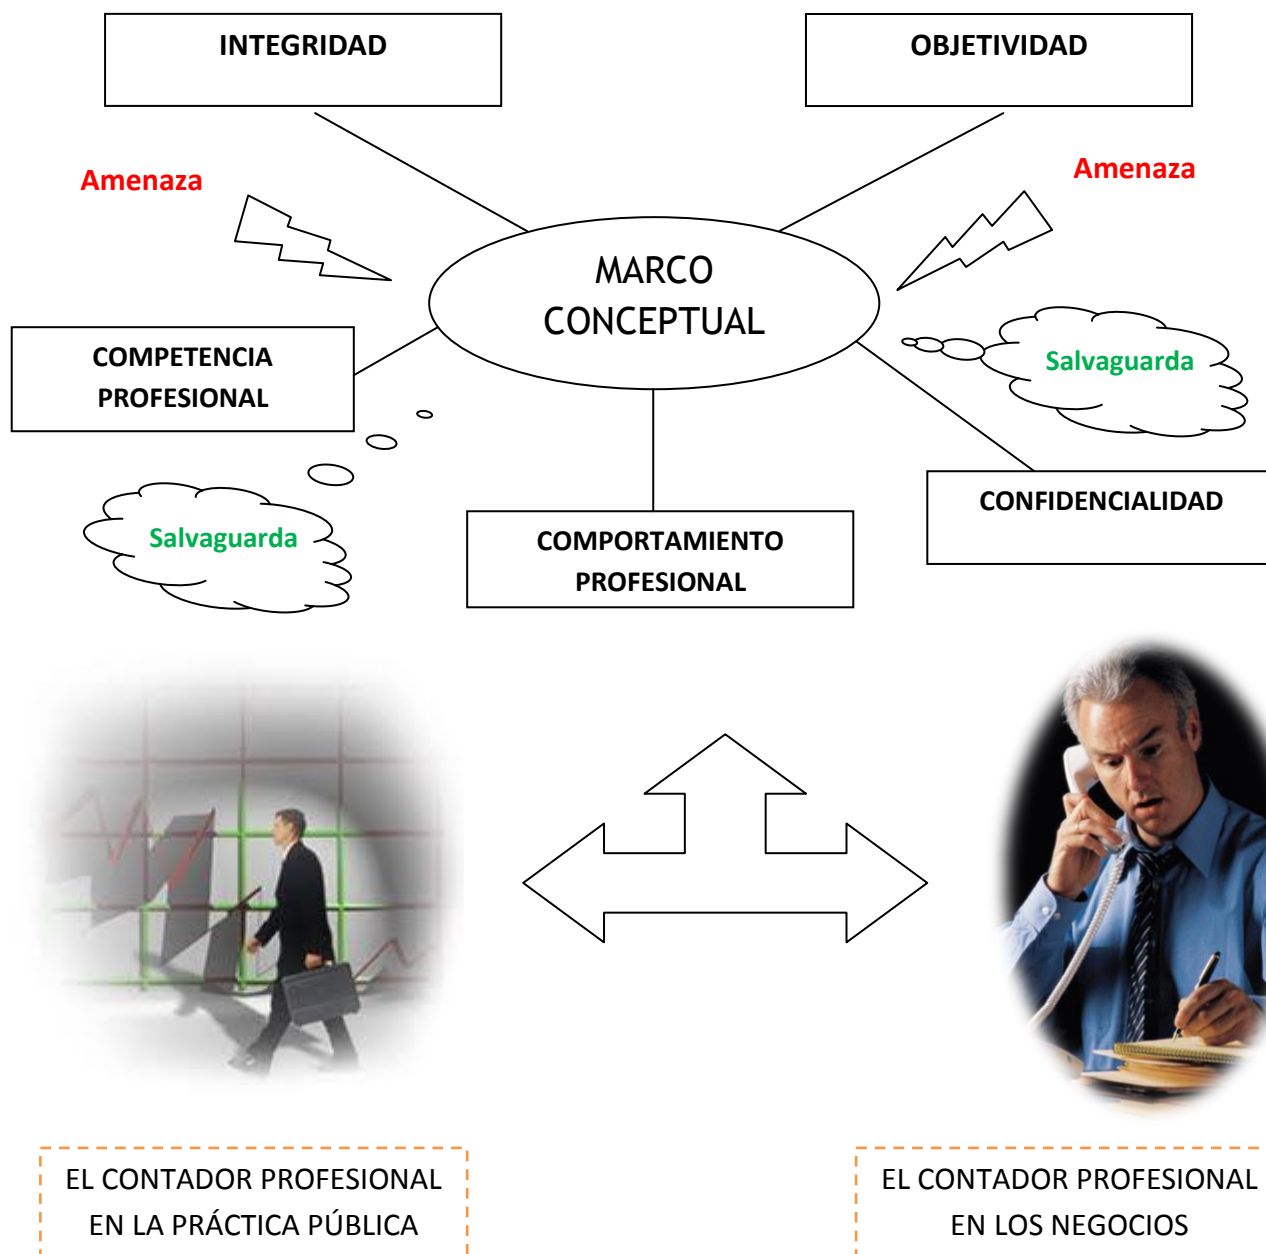 INTEGRIDAD
OBJETIVIDAD
Amenaza
Amenaza
MARCO
CONCEPTUAL
COMPETENCIA
PROFESIONAL
Salvaguarda
Salvaguarda
CONFIDENCIALIDAD
COMPORTAMIENTO
PROFESIONAL
EL CONTADOR PROFESIONAL
EN LA PRÁCTICA PÚBLICA
EL CONTADOR PROFESIONAL
EN LOS NEGOCIOS